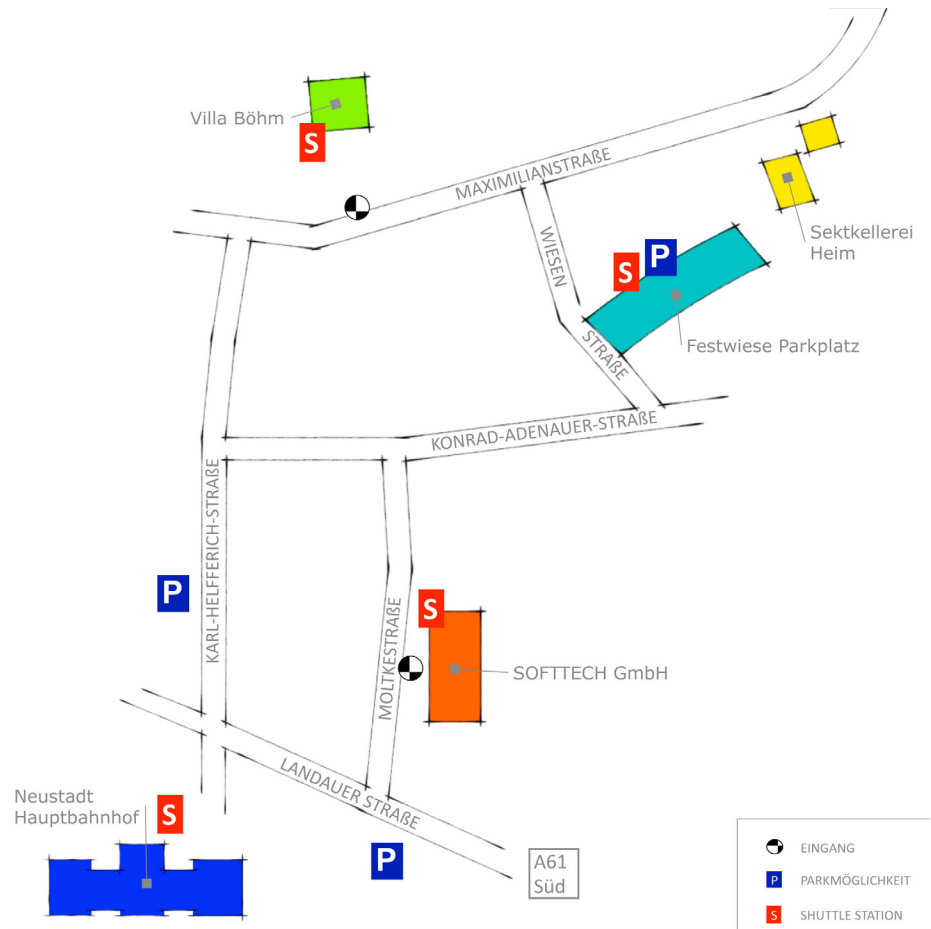 Villa Böhm
S
MAXIMILIANSTRAßE
Sektkellerei
Heim
WIESEN
STRAßE
S
P
Festwiese Parkplatz
KONRAD-ADENAUER-STRAßE
KARL-HELFFERICH-STRAßE
P
S
MOLTKESTRAßE
SOFTTECH GmbH
LANDAUER STRAßE
Neustadt
Hauptbahnhof
S
P
A61
Süd
EINGANG
P PARKMÖGLICHKEIT
S SHUTTLE STATION